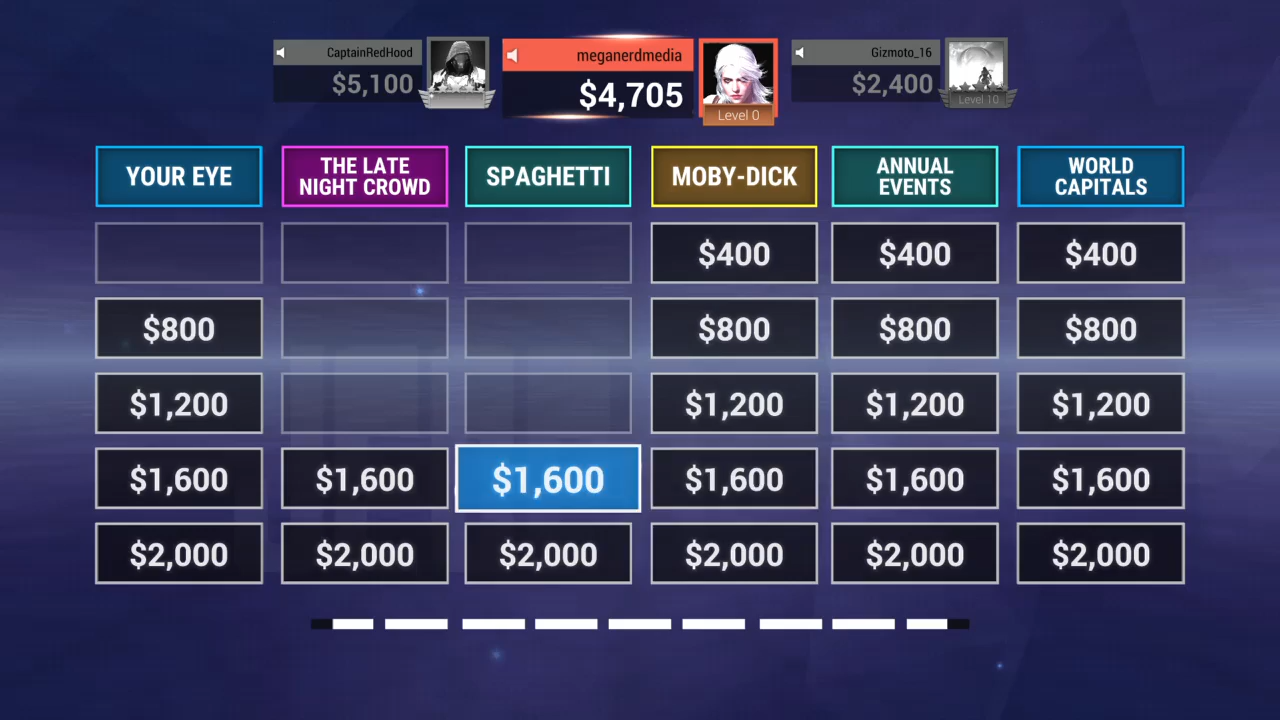 CaptainRedHood
$5,100
meganerdmedia
$4,705
Level 0
Gizmoto_16
$2,400
Level 10
YOUR EYE
THE LATE
NIGHT CROWD
SPAGHETTI
MOBY-DICK
ANNUAL
EVENTS
WORLD
CAPITALS
$400 $400 $400
$800 $800 $800 $800
$1,200 $1,200 $1,200 $1,200
$1,600 $1,600 $1,600 $1,600 $1,600 $1,600
$2,000 $2,000 $2,000 $2,000 $2,000 $2,000